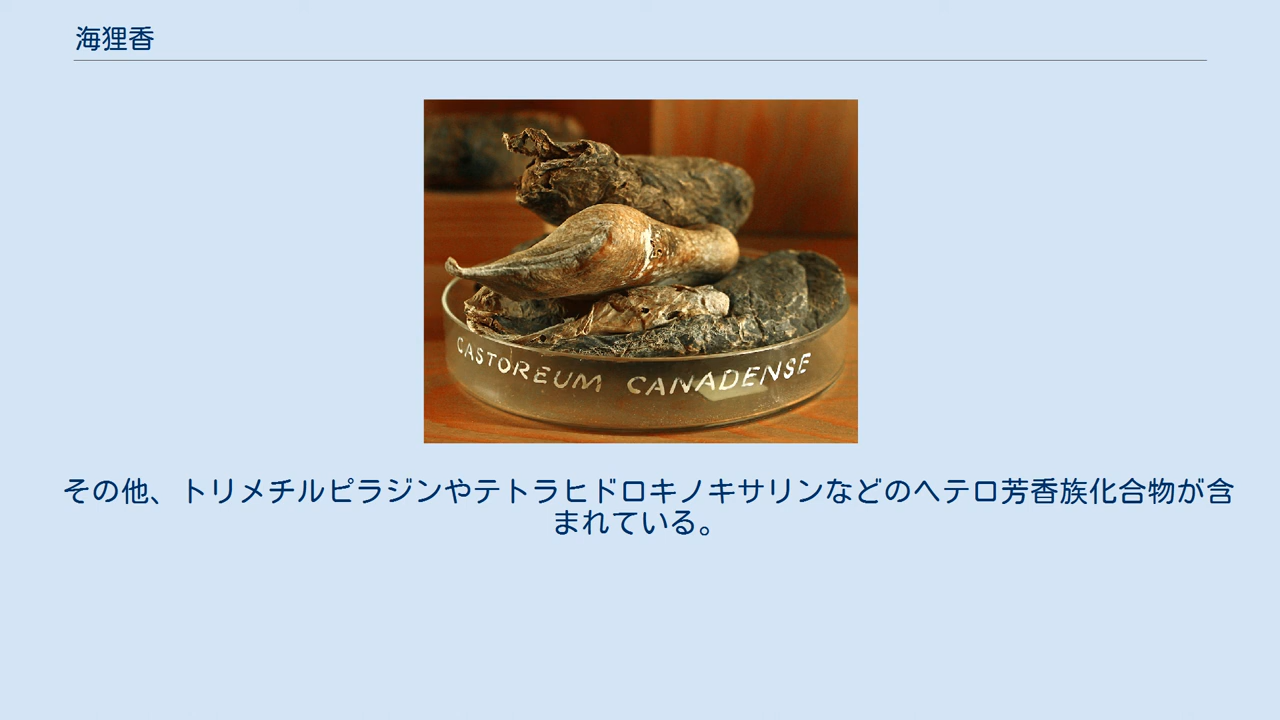 海狸香
CASTOREUM CANADENSE
その他、トリメチルピラジンやテトラヒドロキノキサリンなどのヘテロ芳香族化合物が含
まれている。